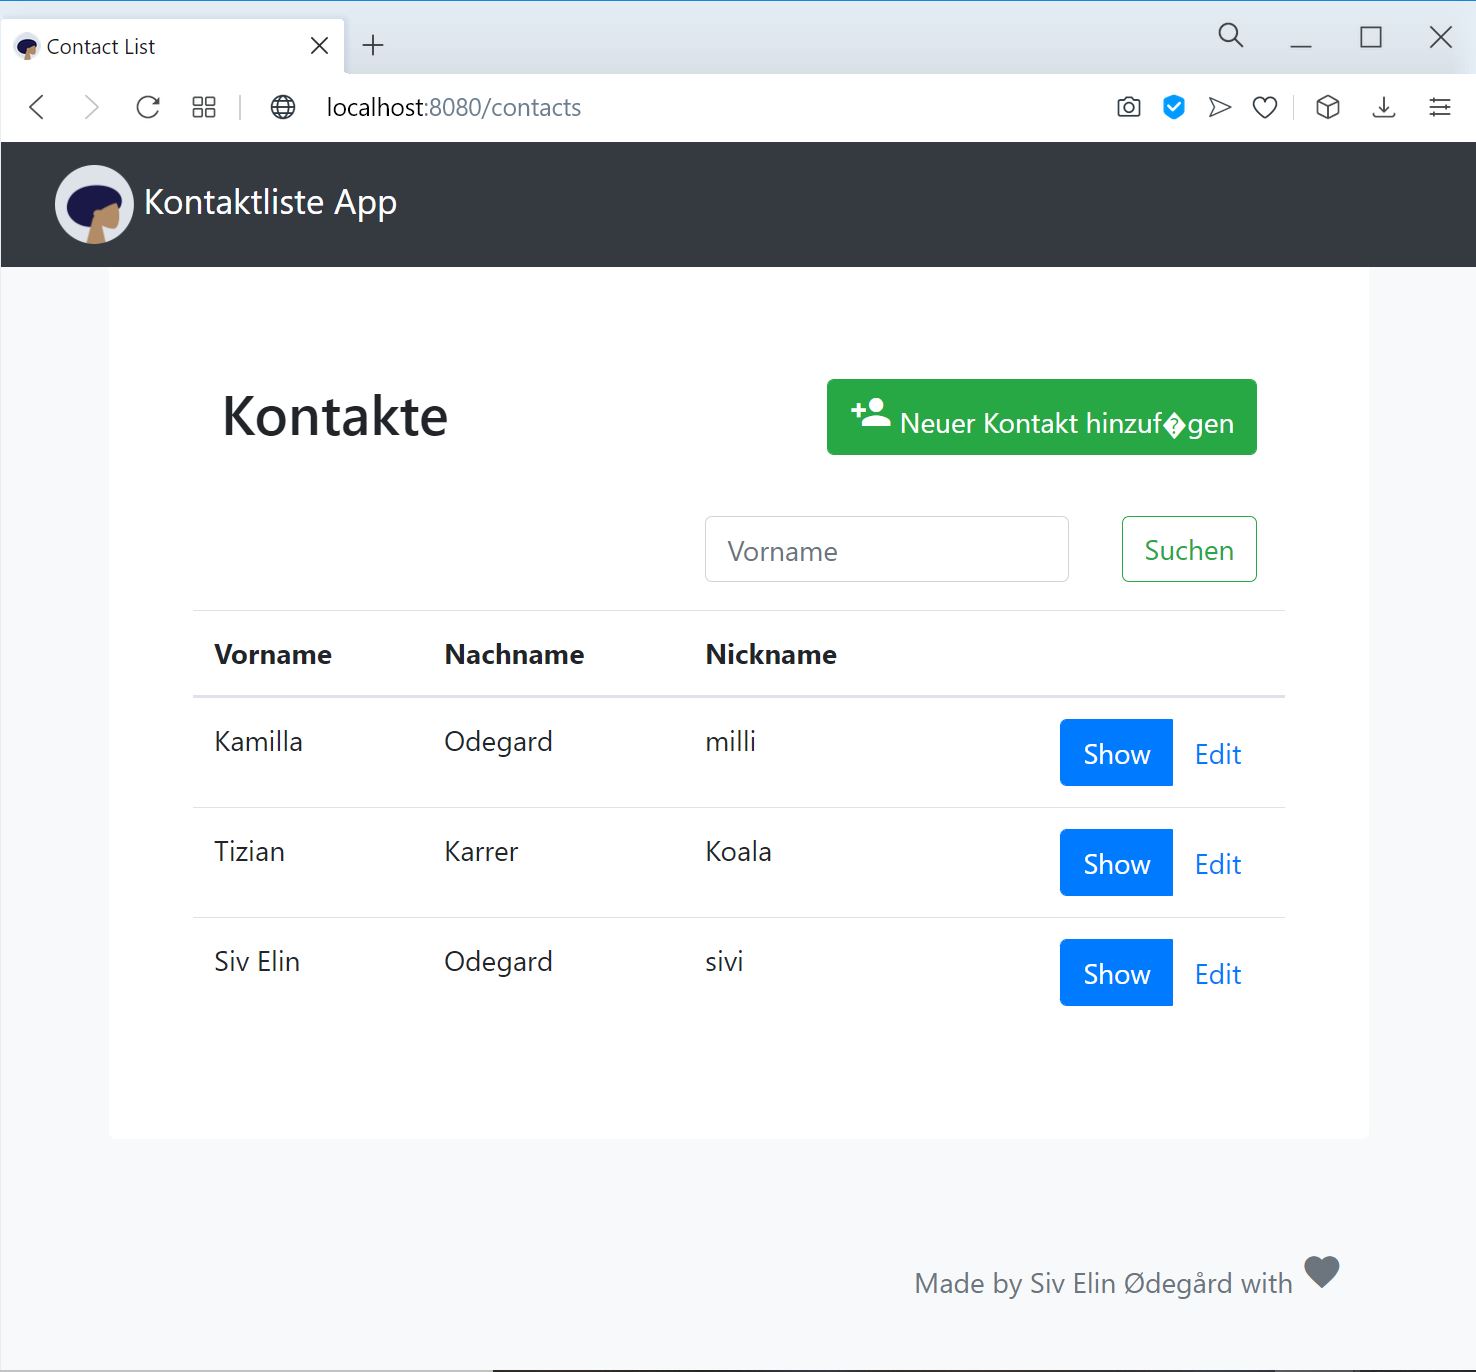 Contact List
localhost:8080/contacts
Kontaktliste App
Kontakte
Neuer Kontakt hinzuf�gen
Vorname
Suchen
Vorname Nachname Nickname
Kamilla Odegard milli Show Edit
Tizian Karrer Koala Show Edit
Siv Elin Odegard sivi Show Edit
Made by Siv Elin Ødegård with